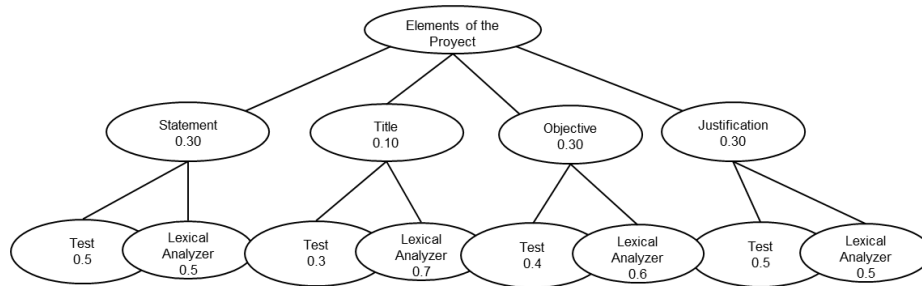 Elements of the
Proyect
Statement
0.30
Title
0.10
Objective
0.30
Justification
0.30
Test
0.5
Lexical
Analyzer
0.5
Test
0.3
Lexical
Analyzer
0.7
Test
0.4
Lexical
Analyzer
0.6
Test
0.5
Lexical
Analyzer
0.5